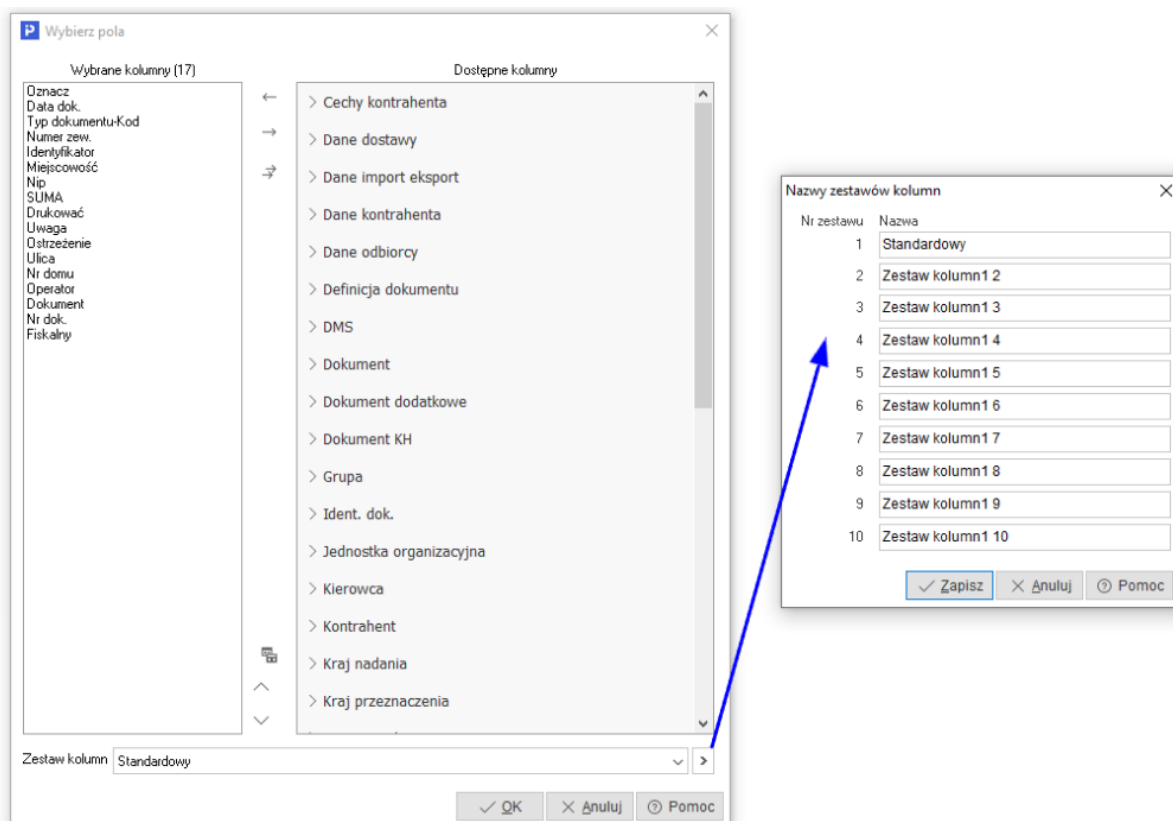 Wybierz pola
Wybrane kolumny (17)
Oznacz
Data dok.
Typ dokumentu-Kod
Numer zew.
Identyfikator
Miejscowość
Nip
SUMA
Drukować
Uwaga
Ostrzeżenie
Ulica
Nr domu
Operator
Dokument
Nr dok.
Fiskalny
Dostępne kolumny
Cechy kontrahenta
Dane dostawy
Dane import eksport
Dane kontrahenta
Dane odbiorcy
Definicja dokumentu
DMS
Dokument
Dokument dodatkowe
Dokument KH
Grupa
Ident. dok.
Jednostka organizacyjna
Kierowca
Kontrahent
Kraj nadania
Kraj przeznaczenia
Zestaw kolumn Standardowy
OK Anuluj Pomoc
Nazwy zestawów kolumn
Nr zestawu Nazwa
1 Standardowy
2 Zestaw kolumn1 2
3 Zestaw kolumn1 3
4 Zestaw kolumn1 4
5 Zestaw kolumn1 5
6 Zestaw kolumn1 6
7 Zestaw kolumn1 7
8 Zestaw kolumn1 8
9 Zestaw kolumn1 9
10 Zestaw kolumn1 10
Zapisz Anuluj Pomoc